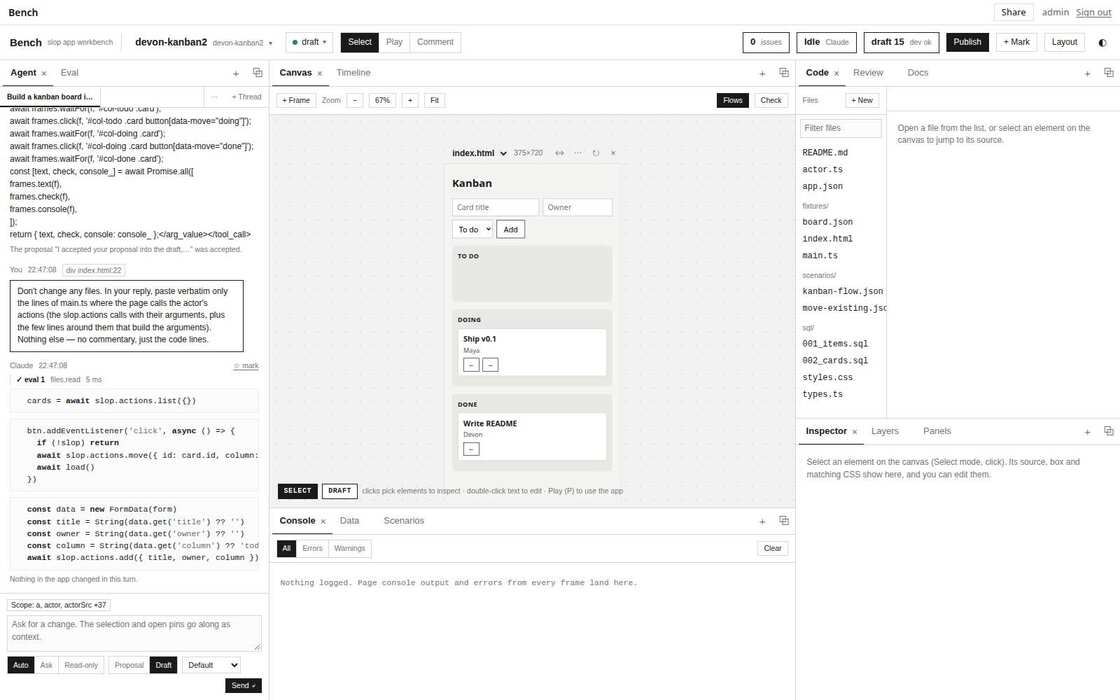 Bench
Share admin Sign out
Bench slop app workbench devon-kanban2 devon-kanban2 draft Select Play Comment 0 issues Idle Claude draft 15 dev ok Publish + Mark Layout
Agent × Eval +
Build a kanban board i... ... + Thread
await frames.waitFor(f, '#col-todo .card');
await frames.click(f, '#col-todo .card button[data-move="doing"]');
await frames.waitFor(f, '#col-doing .card');
await frames.click(f, '#col-doing .card button[data-move="done"]');
await frames.waitFor(f, '#col-done .card');
const [text, check, console_] = await Promise.all([
frames.text(f),
frames.check(f),
frames.console(f),
]);
return { text, check, console: console_ };</arg_value></tool_call>
The proposal "I accepted your proposal into the draft,…" was accepted.
You 22:47:08 div index.html:22
Don't change any files. In your reply, paste verbatim only
the lines of main.ts where the page calls the actor's
actions (the slop.actions calls with their arguments, plus
the few lines around them that build the arguments).
Nothing else — no commentary, just the code lines.
Claude 22:47:08 ☆ mark
✓ eval 1 files.read 5 ms
cards = await slop.actions.list({})
btn.addEventListener('click', async () => {
if (!slop) return
await slop.actions.move({ id: card.id, column:
await load()
})
const data = new FormData(form)
const title = String(data.get('title') ?? '')
const owner = String(data.get('owner') ?? '')
const column = String(data.get('column') ?? 'tod
await slop.actions.add({ title, owner, column })
Nothing in the app changed in this turn.
Scope: a, actor, actorSrc +37
Ask for a change. The selection and open pins go along as
context.
Auto Ask Read-only Proposal Draft Default
Send
Canvas × Timeline +
+ Frame Zoom − 67% + Fit Flows Check
index.html 375×720 ⋯ ×
Kanban
Card title Owner
To do Add
TO DO
DOING
Ship v0.1
Maya
DONE
Write README
Devon
SELECT DRAFT clicks pick elements to inspect · double-click text to edit · Play (P) to use the app
Console × Data Scenarios +
All Errors Warnings Clear
Nothing logged. Page console output and errors from every frame land here.
Code × Review Docs +
Files + New
Filter files
README.md
actor.ts
app.json
fixtures/
board.json
index.html
main.ts
scenarios/
kanban-flow.json
move-existing.jsc
sql/
001_items.sql
002_cards.sql
styles.css
types.ts
Open a file from the list, or select an element on the
canvas to jump to its source.
Inspector × Layers Panels +
Select an element on the canvas (Select mode, click). Its source, box and
matching CSS show here, and you can edit them.